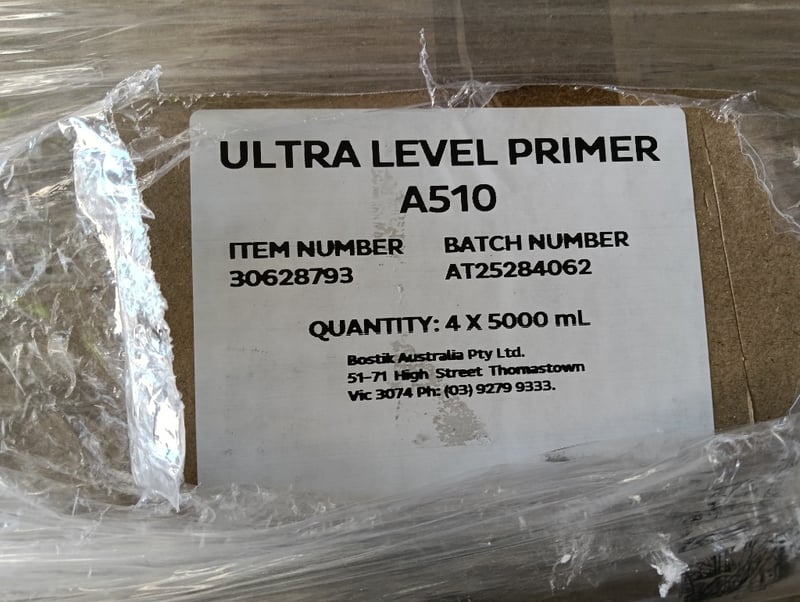 ULTRA LEVEL PRIMER
A510
ITEM NUMBER BATCH NUMBER
30628793 AT25284062
QUANTITY: 4 X 5000 mL
Bostik Australia Pty Ltd.
51-71 High Street Thomastown
Vic 3074 Ph: (03) 9279 9333.